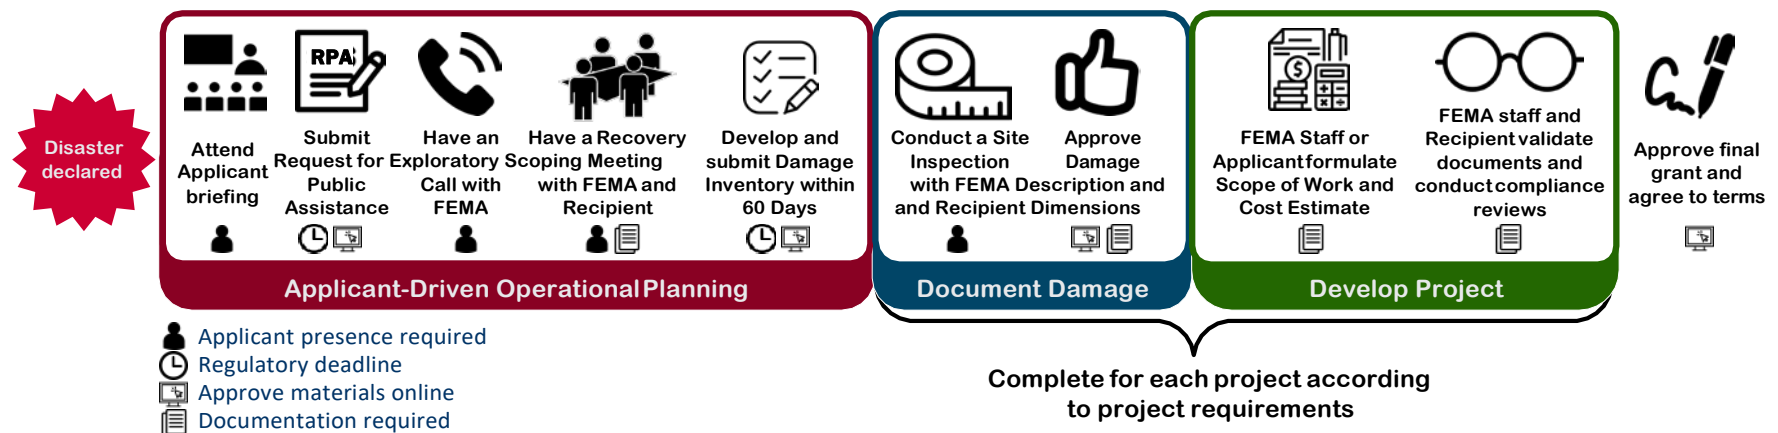 Disaster
declared
RPA
Attend
Applicant
briefing
Submit
Request for
Public
Assistance
Have an
Exploratory
Call with
FEMA
Have a Recovery
Scoping Meeting
with FEMA and
Recipient
Develop and
submit Damage
Inventory within
60 Days
Applicant-Driven Operational Planning
Conduct a Site
Inspection
with FEMA
and Recipient
Approve
Damage
Description and
Dimensions
Document Damage
FEMA Staff or
Applicant formulate
Scope of Work and
Cost Estimate
FEMA staff and
Recipient validate
documents and
conduct compliance
reviews
Develop Project
Approve final
grant and
agree to terms
Applicant presence required
Regulatory deadline
Approve materials online
Documentation required
Complete for each project according
to project requirements